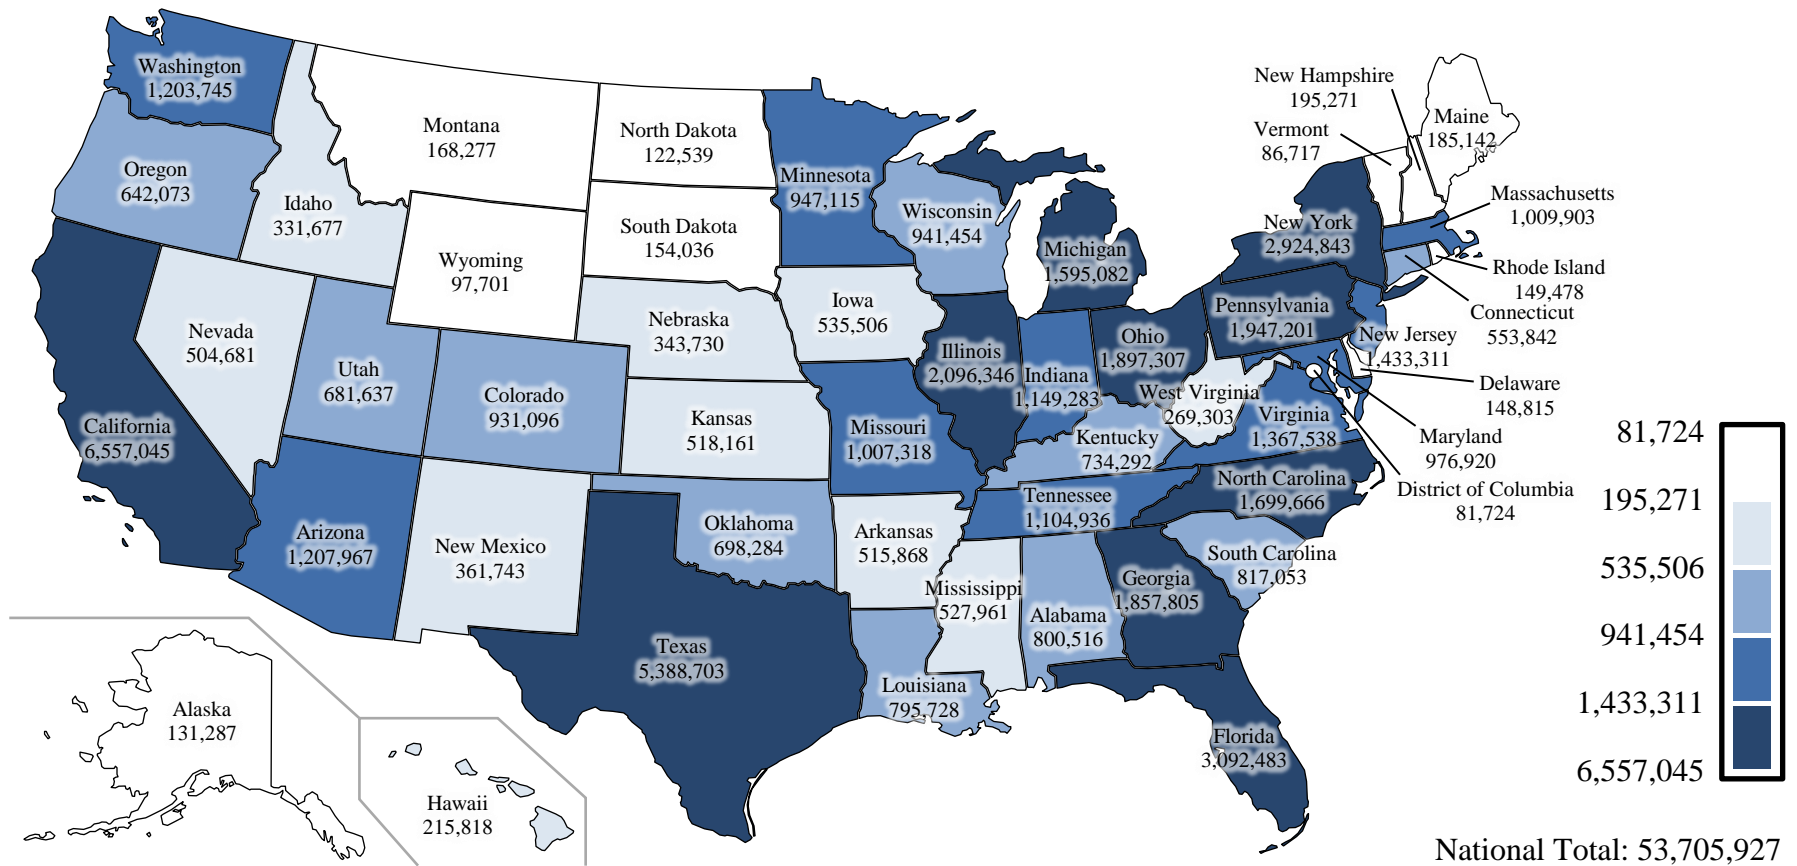 Washington
1,203,745
Oregon
642,073
California
6,557,045
Idaho
331,677
Nevada
504,681
Montana
168,277
Wyoming
97,701
Utah
681,637
Colorado
931,096
Arizona
1,207,967
New Mexico
361,743
North Dakota
122,539
South Dakota
154,036
Nebraska
343,730
Kansas
518,161
Oklahoma
698,284
Texas
5,388,703
Minnesota
947,115
Iowa
535,506
Missouri
1,007,318
Arkansas
515,868
Louisiana
795,728
Wisconsin
941,454
Illinois
2,096,346
Michigan
1,595,082
Indiana
1,149,283
Ohio
1,897,307
Kentucky
734,292
Tennessee
1,104,936
Mississippi
527,961
Alabama
800,516
Georgia
1,857,805
Florida
3,092,483
South Carolina
817,053
North Carolina
1,699,666
Virginia
1,367,538
West Virginia
269,303
Pennsylvania
1,947,201
New York
2,924,843
New Hampshire
195,271
Vermont
86,717
Maine
185,142
Massachusetts
1,009,903
Rhode Island
149,478
Connecticut
553,842
New Jersey
1,433,311
Delaware
148,815
Maryland
976,920
District of Columbia
81,724
Alaska
131,287
Hawaii
215,818
81,724
195,271
535,506
941,454
1,433,311
6,557,045
National Total: 53,705,927